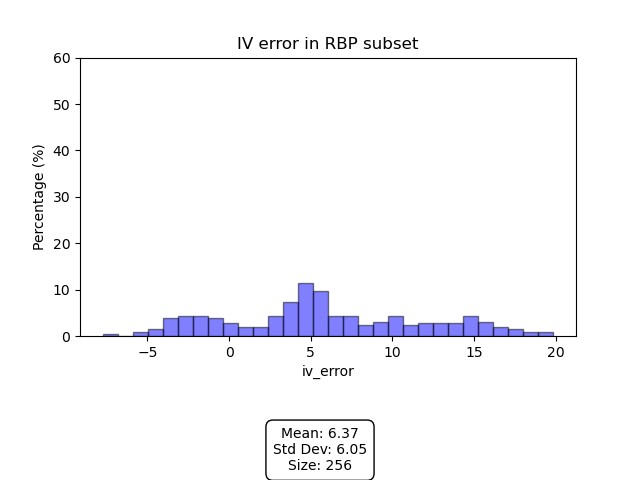 IV error in RBP subset
60
50
40
30
20
10
0
Percentage (%)
−5
0
5
10
15
20
iv_error
Mean: 6.37
Std Dev: 6.05
Size: 256